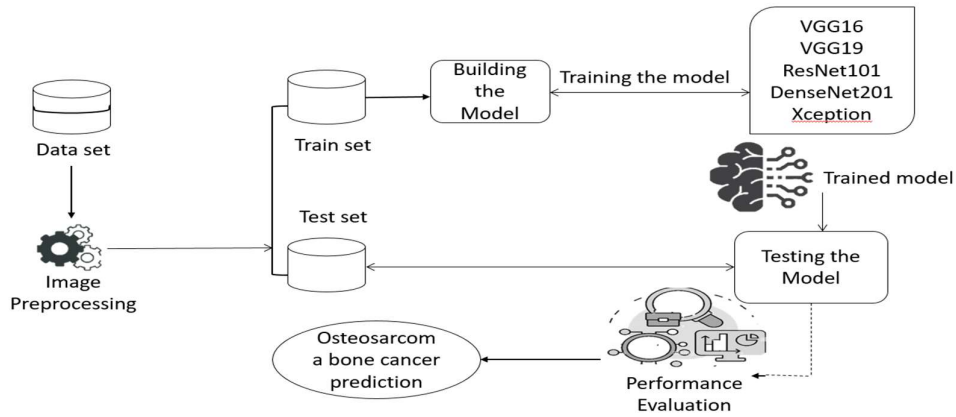 Data set
Image
Preprocessing
Train set
Test set
Building
the
Model
Training the model
VGG16
VGG19
ResNet101
DenseNet201
Xception
Trained model
Testing the
Model
Performance
Evaluation
Osteosarcom
a bone cancer
prediction